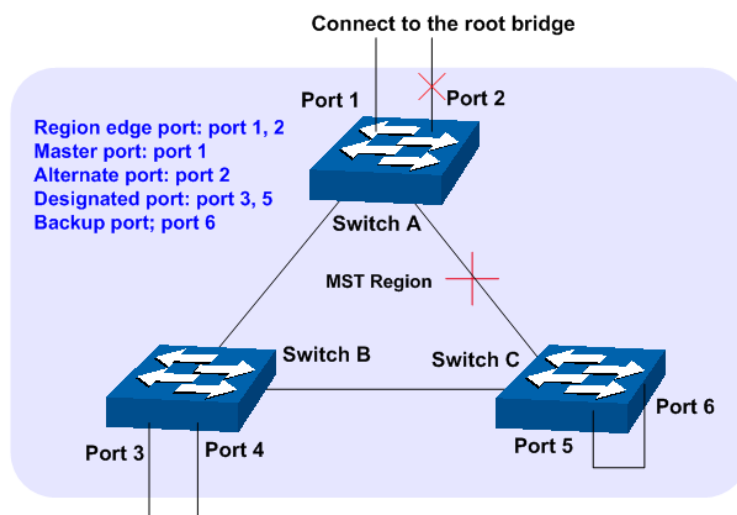 Connect to the root bridge
Port 1
Port 2
Region edge port: port 1, 2
Master port: port 1
Alternate port: port 2
Designated port: port 3, 5
Backup port; port 6
Switch A
MST Region
Switch B
Switch C
Port 6
Port 3
Port 4
Port 5